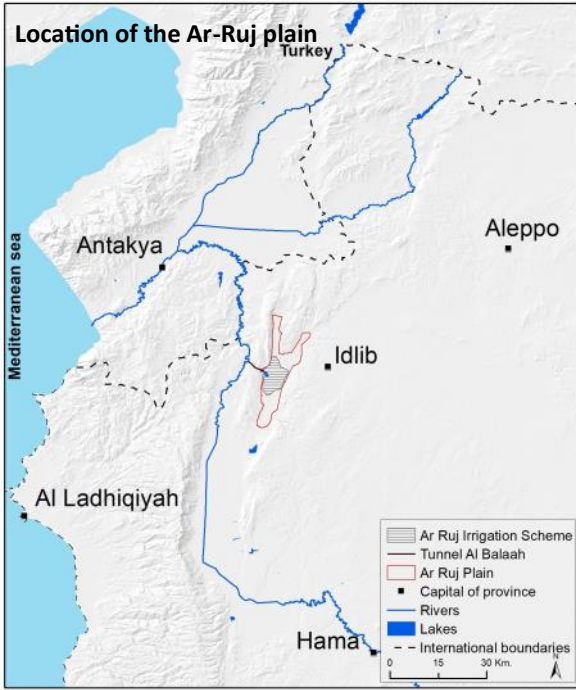 Location of the Ar-Ruj plain
Turkey
Aleppo
Antakya
Mediterranean sea
Idlib
Al Ladhiqiyah
Hama
Ar Ruj Irrigation Scheme
Tunnel Al Balaah
Ar Ruj Plain
Capital of province
Rivers
Lakes
International boundaries
0 15 30 Km.
N